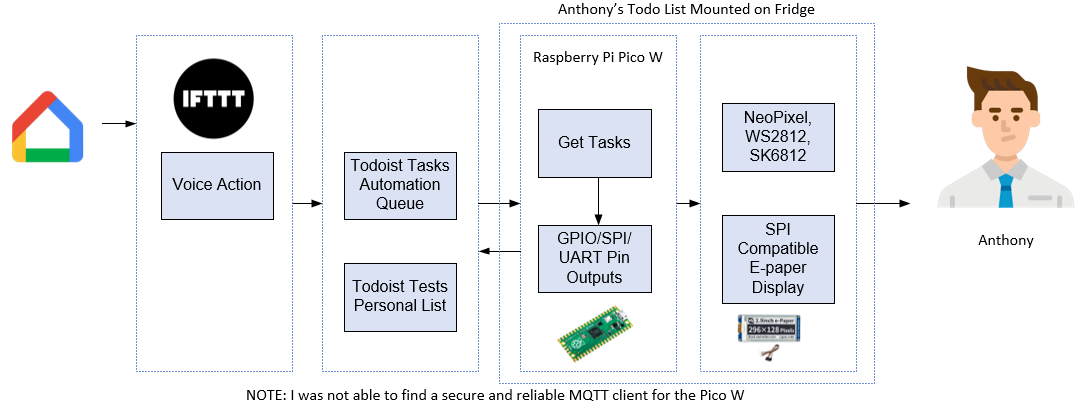 Anthony's Todo List Mounted on Fridge
IFTTT
Voice Action
Todoist Tasks
Automation
Queue
Todoist Tests
Personal List
Raspberry Pi Pico W
Get Tasks
GPIO/SPI/
UART Pin
Outputs
NeoPixel,
WS2812,
SK6812
SPI
Compatible
E-paper
Display
2.9inch e-Paper
296×128 Pixels
Anthony
NOTE: I was not able to find a secure and reliable MQTT client for the Pico W